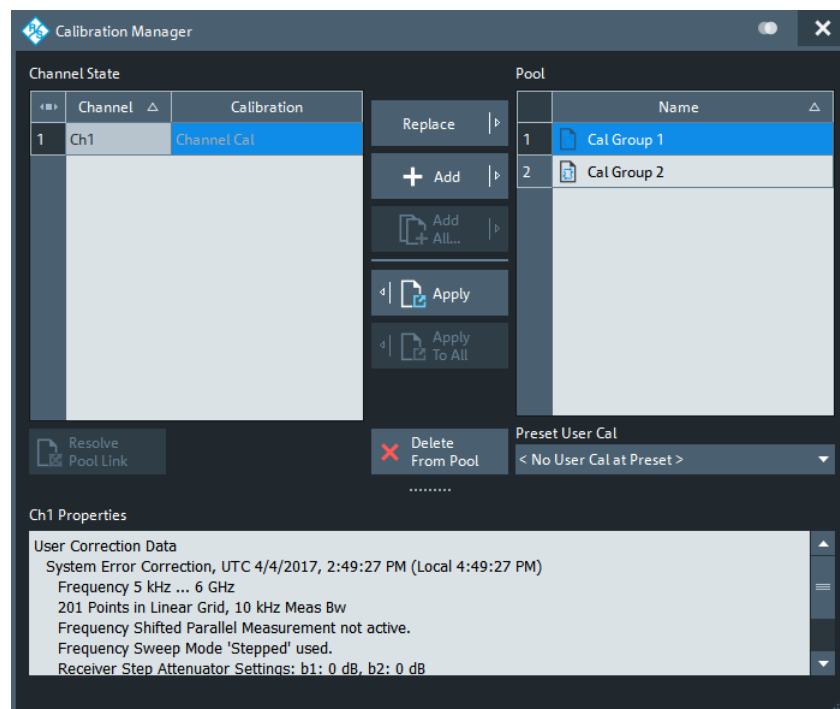 Calibration Manager
Channel State
Channel Calibration
1 Ch1 Channel Cal
Replace
Add
Add
All...
Apply
Apply
To All
Pool
Name
1 Cal Group 1
2 Cal Group 2
Resolve
Pool Link
Delete
From Pool
Preset User Cal
< No User Cal at Preset >
Ch1 Properties
User Correction Data
System Error Correction, UTC 4/4/2017, 2:49:27 PM (Local 4:49:27 PM)
Frequency 5 kHz ... 6 GHz
201 Points in Linear Grid, 10 kHz Meas Bw
Frequency Shifted Parallel Measurement not active.
Frequency Sweep Mode 'Stepped' used.
Receiver Step Attenuator Settings: b1: 0 dB, b2: 0 dB